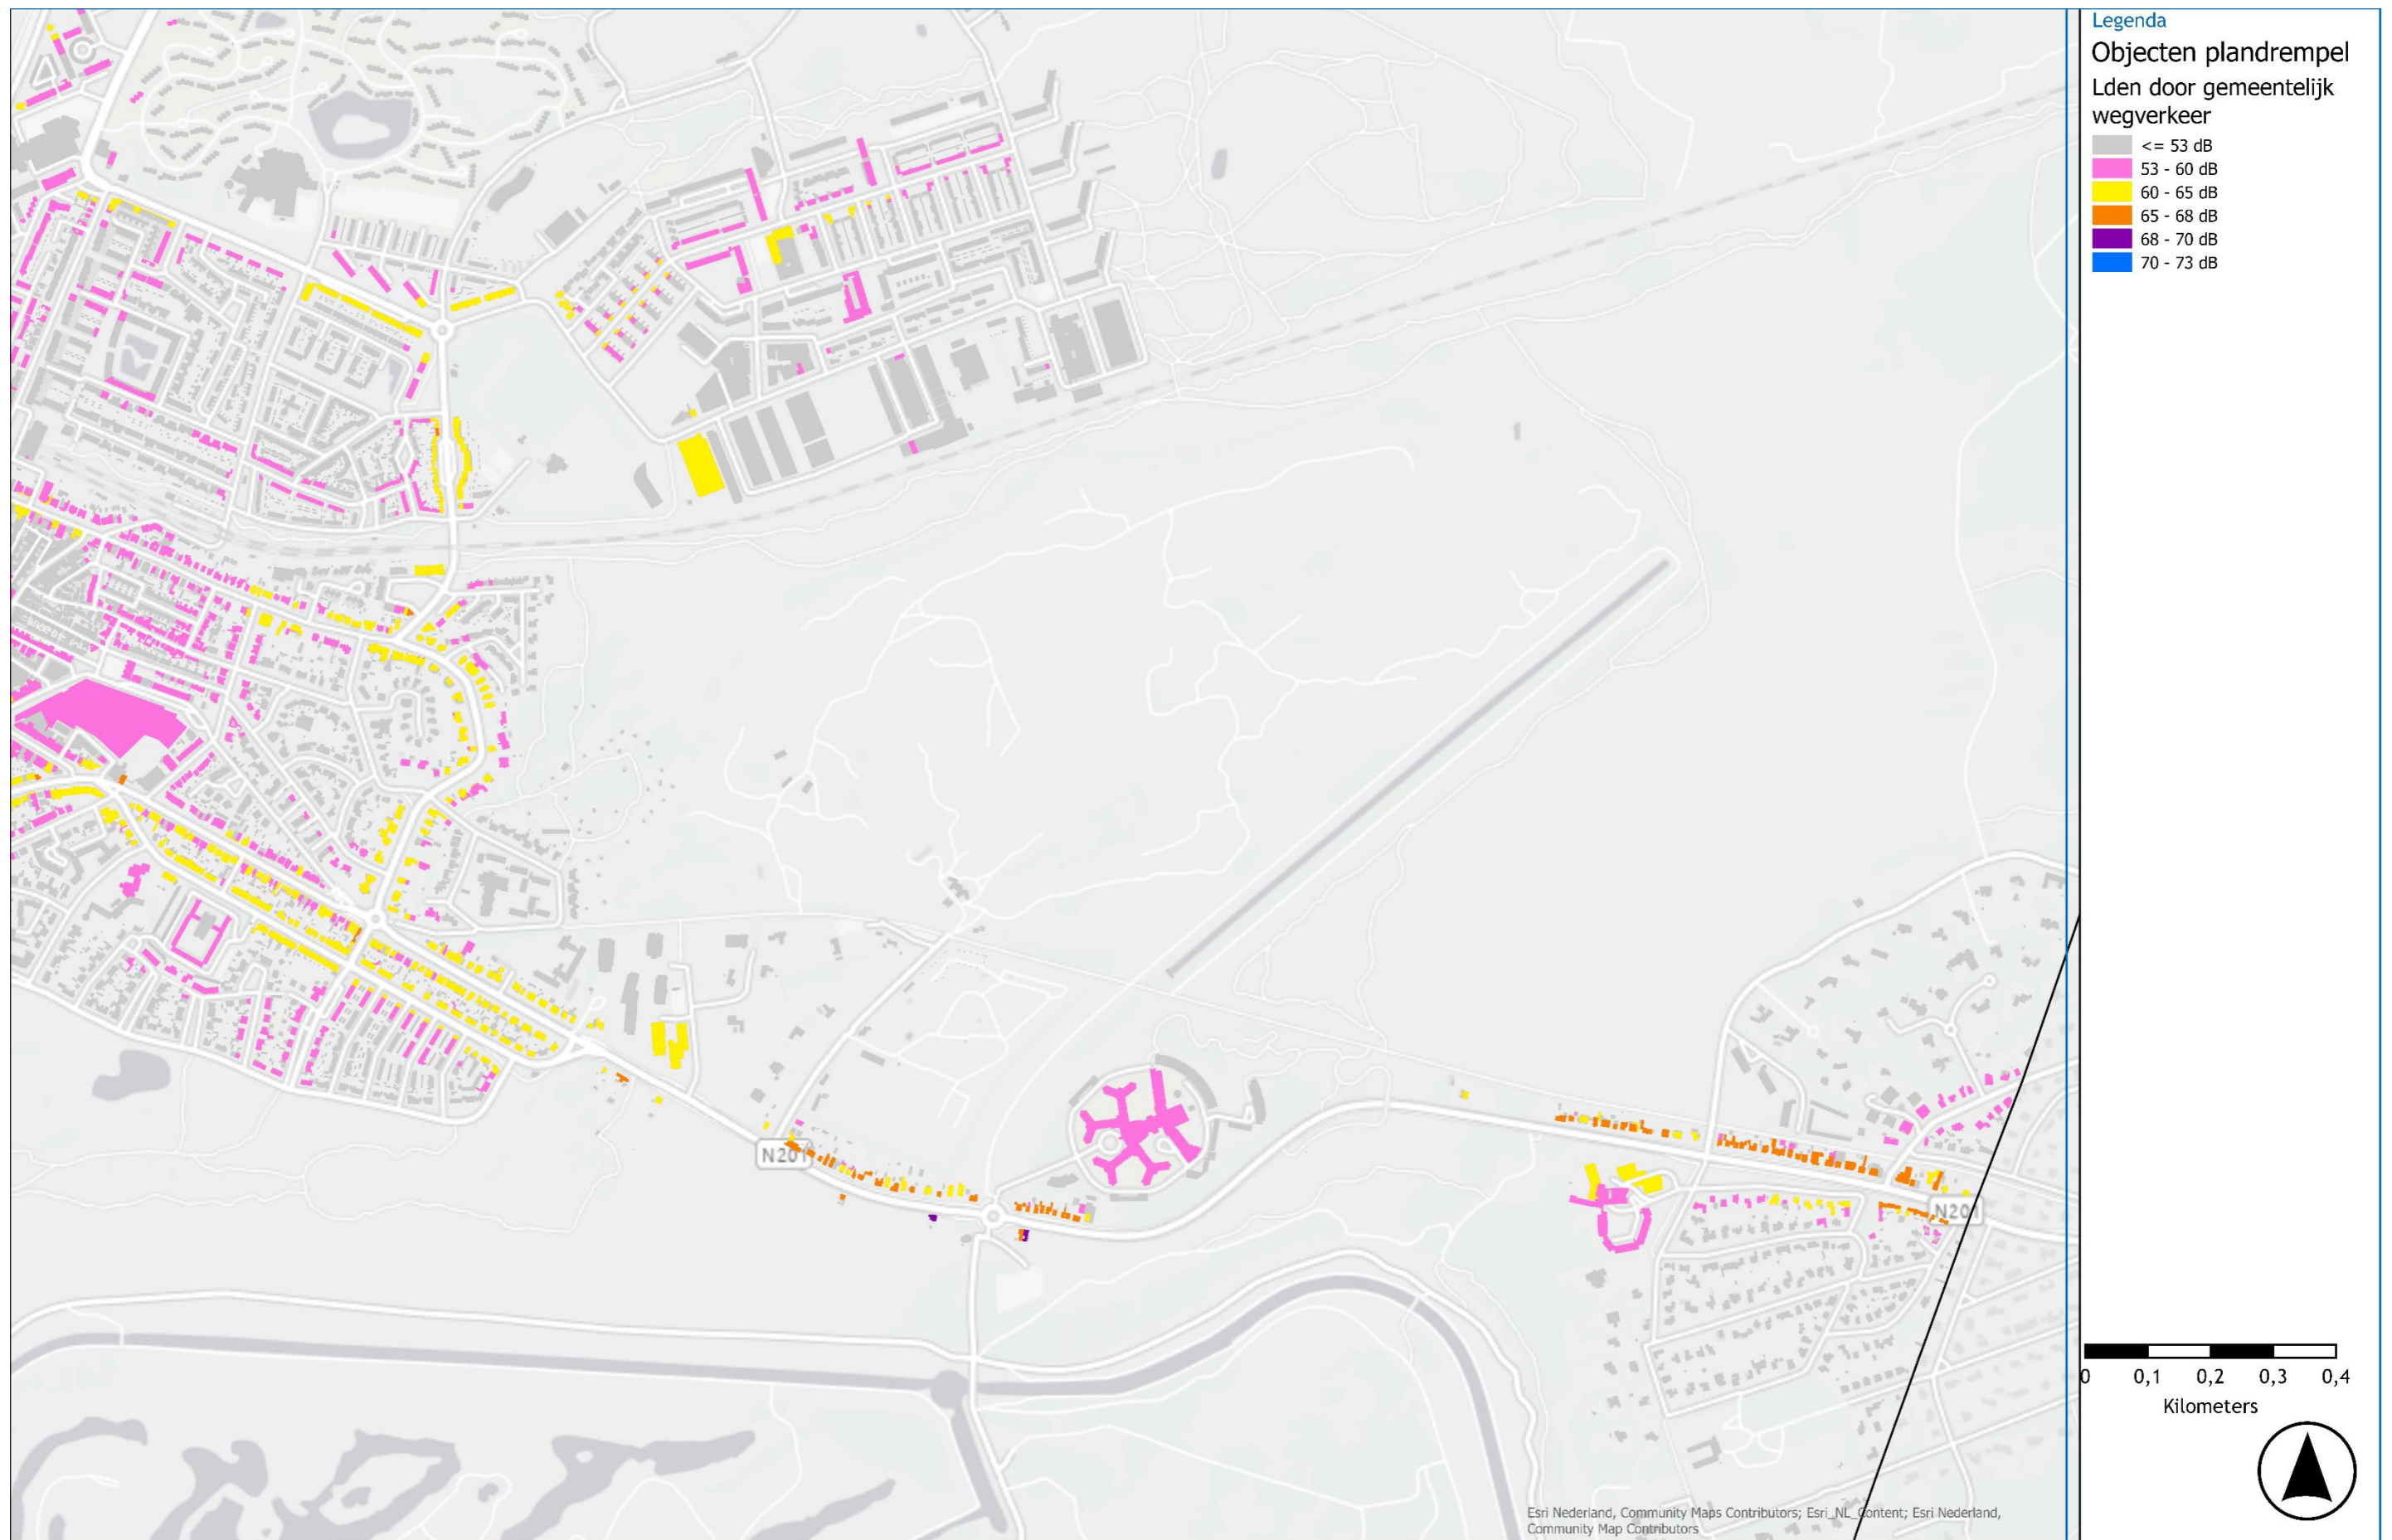 Legenda
Objecten plandrempel
Lden door gemeentelijk
wegverkeer
<= 53 dB
53 - 60 dB
60 - 65 dB
65 - 68 dB
68 - 70 dB
70 - 73 dB
N201
N201
0 0,1 0,2 0,3 0,4
Kilometers
Esri Nederland, Community Maps Contributors; Esri_NL_Content; Esri Nederland,
Community Map Contributors